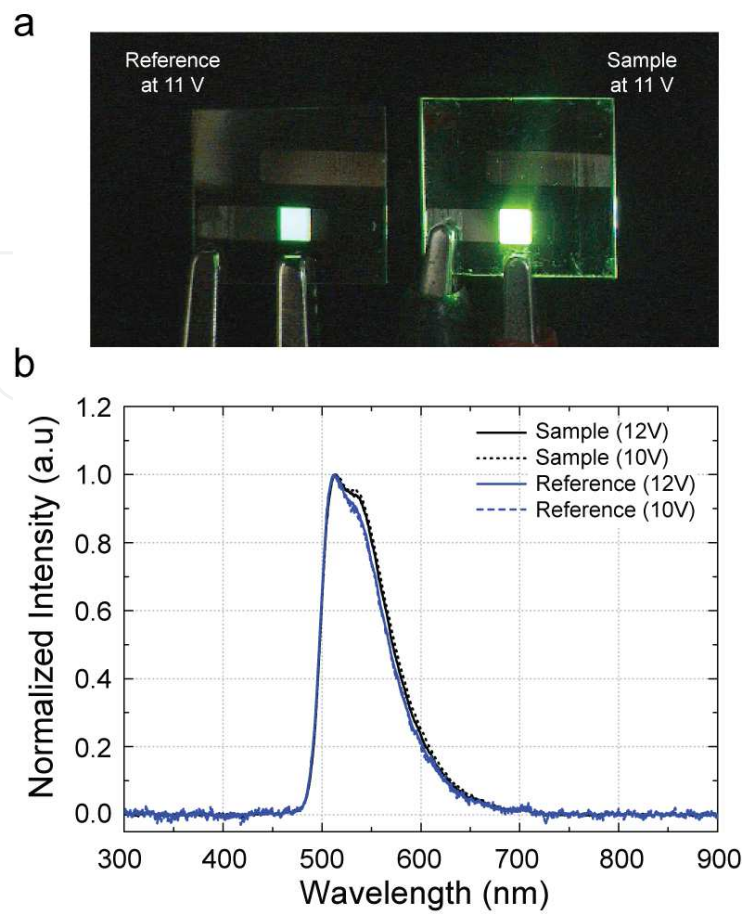 a
Reference
at 11 V
Sample
at 11 V
b
Normalized Intensity (a.u)
1.2
1.0
0.8
0.6
0.4
0.2
0.0
Sample (12V)
Sample (10V)
Reference (12V)
Reference (10V)
300 400 500 600 700 800 900
Wavelength (nm)